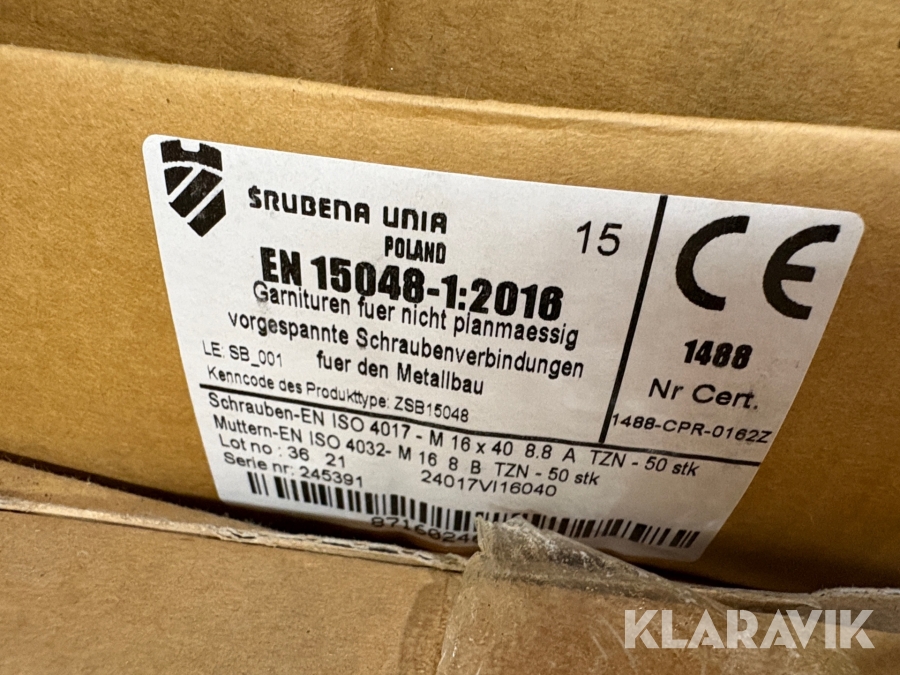 ŚRUBENA UNIA
POLAND
15
EN 15048-1:2016
Garnituren fuer nicht planmaessig
vorgespannte Schraubenverbindungen
fuer den Metallbau
LE: SB_001
Kenncode des Produkttype: ZSB15048
CE
1488
Nr Cert.
1488-CPR-0162Z
Schrauben-EN ISO 4017 - M 16 x 40 8.8 A TZN - 50 stk
Muttern-EN ISO 4032- M 16 8 B TZN - 50 stk
Lot no : 36 21 24017VI16040
Serie nr: 245391
KLARAVIK